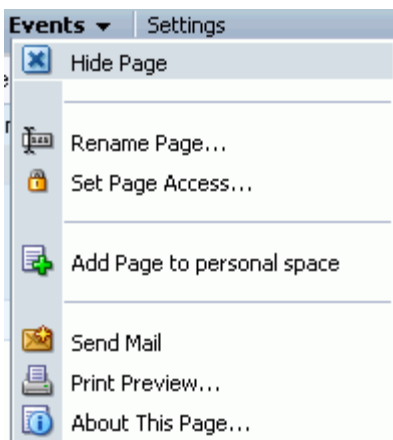 Events Settings
Hide Page
Rename Page...
Set Page Access...
Add Page to personal space
Send Mail
Print Preview...
About This Page...